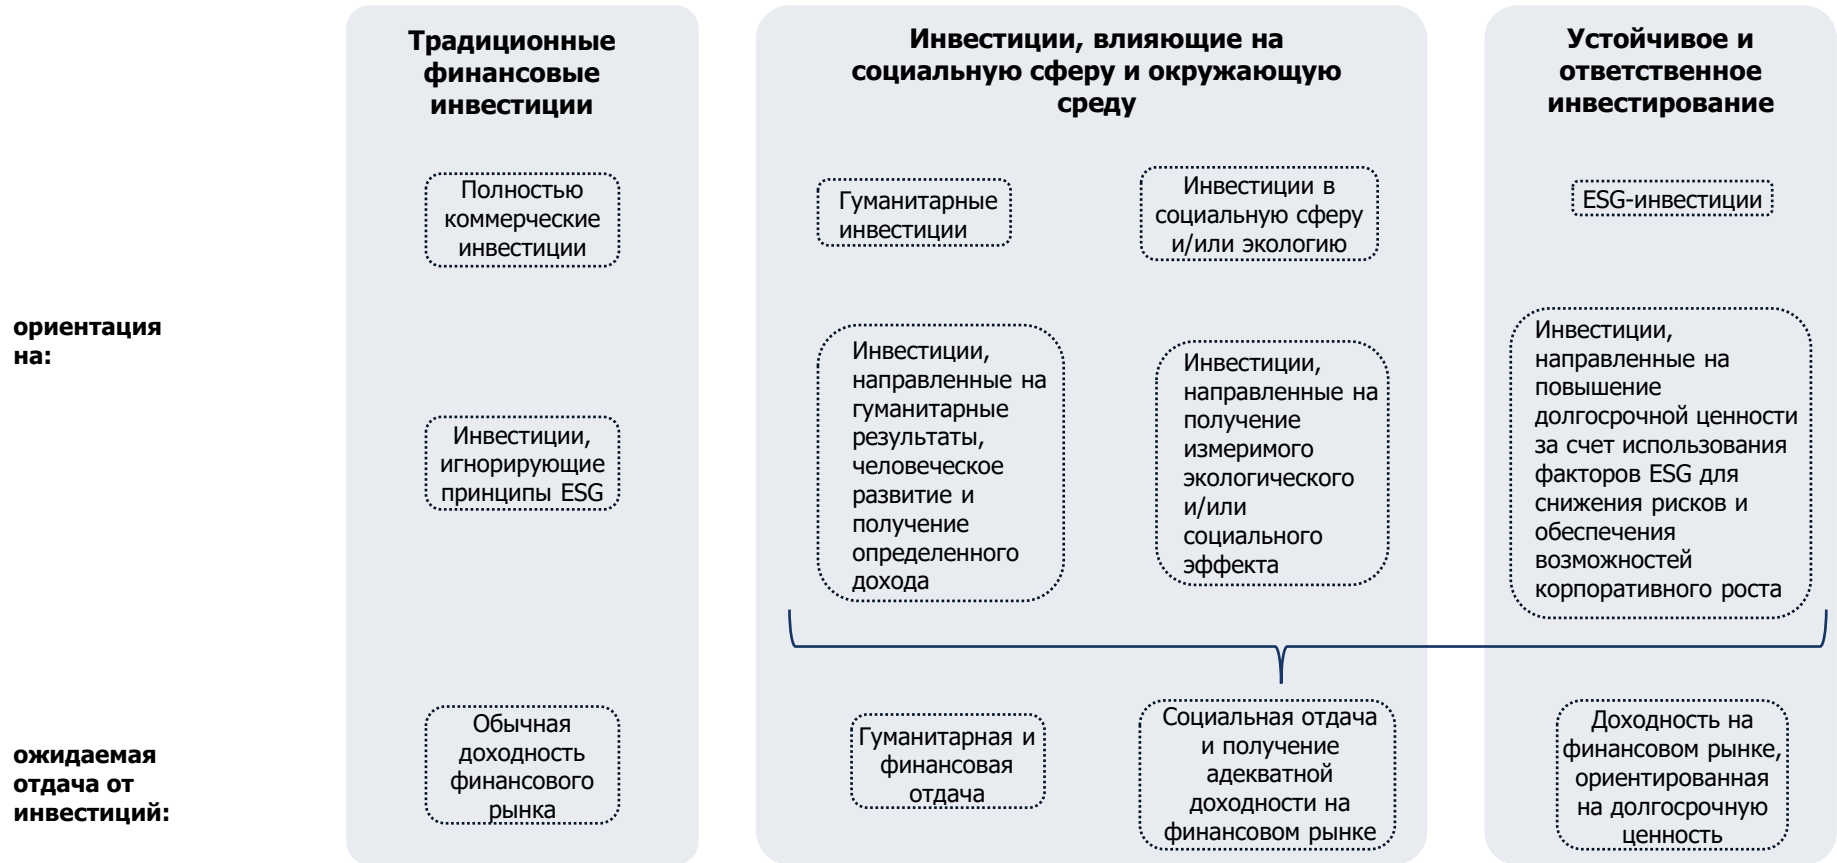 Традиционные
финансовые
инвестиции
Инвестиции, влияющие на
социальную сферу и окружающую
среду
Устойчивое и
ответственное
инвестирование
Полностью
коммерческие
инвестиции
Гуманитарные
инвестиции
Инвестиции в
социальную сферу
и/или экологию
ESG-инвестиции
ориентация
на:
Инвестиции,
игнорирующие
принципы ESG
Инвестиции,
направленные на
гуманитарные
результаты,
человеческое
развитие и
получение
определенного
дохода
Инвестиции,
направленные на
получение
измеримого
экологического
и/или
социального
эффекта
Инвестиции,
направленные на
повышение
долгосрочной ценности
за счет использования
факторов ESG для
снижения рисков и
обеспечения
возможностей
корпоративного роста
ожидаемая
отдача от
инвестиций:
Обычная
доходность
финансового
рынка
Гуманитарная и
финансовая
отдача
Социальная отдача
и получение
адекватной
доходности на
финансовом рынке
Доходность на
финансовом рынке,
ориентированная
на долгосрочную
ценность